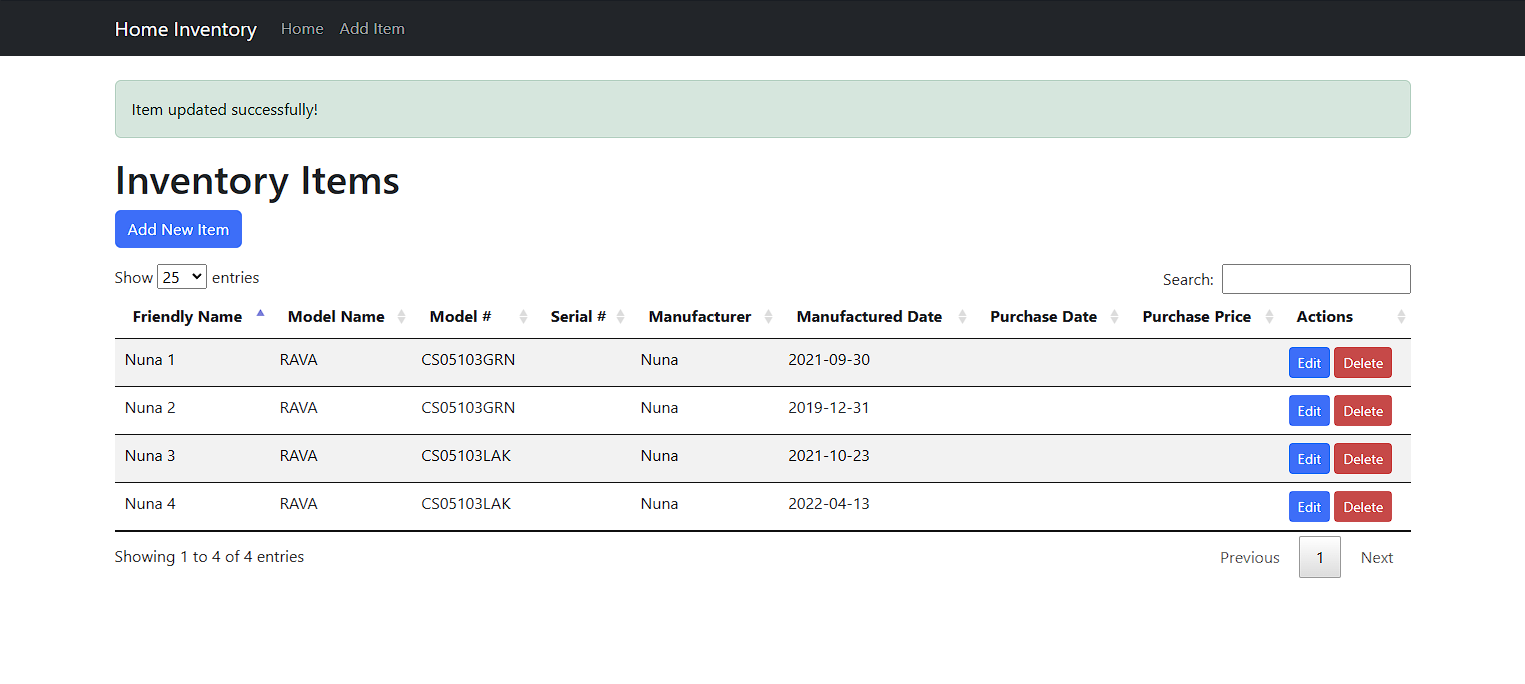 Home Inventory Home Add Item
Item updated successfully!
Inventory Items
Add New Item
Show 25 entries Search:
Friendly Name Model Name Model # Serial # Manufacturer Manufactured Date Purchase Date Purchase Price Actions
Nuna 1 RAVA CS05103GRN Nuna 2021-09-30 Edit Delete
Nuna 2 RAVA CS05103GRN Nuna 2019-12-31 Edit Delete
Nuna 3 RAVA CS05103LAK Nuna 2021-10-23 Edit Delete
Nuna 4 RAVA CS05103LAK Nuna 2022-04-13 Edit Delete
Showing 1 to 4 of 4 entries Previous 1 Next